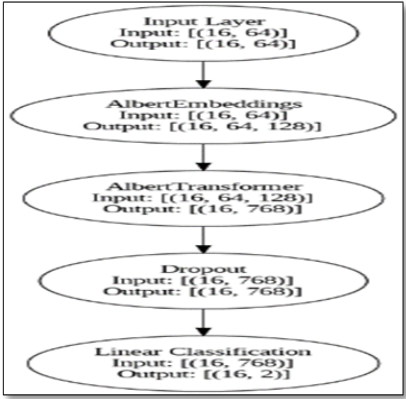 Input Layer
Input: [(16, 64)]
Output: [(16, 64)]
AlbertEmbeddings
Input: [(16, 64)]
Output: [(16, 64, 128)]
AlbertTransformer
Input: [(16, 64, 128)]
Output: [(16, 768)]
Dropout
Input: [(16, 768)]
Output: [(16, 768)]
Linear Classification
Input: [(16, 768)]
Output: [(16, 2)]